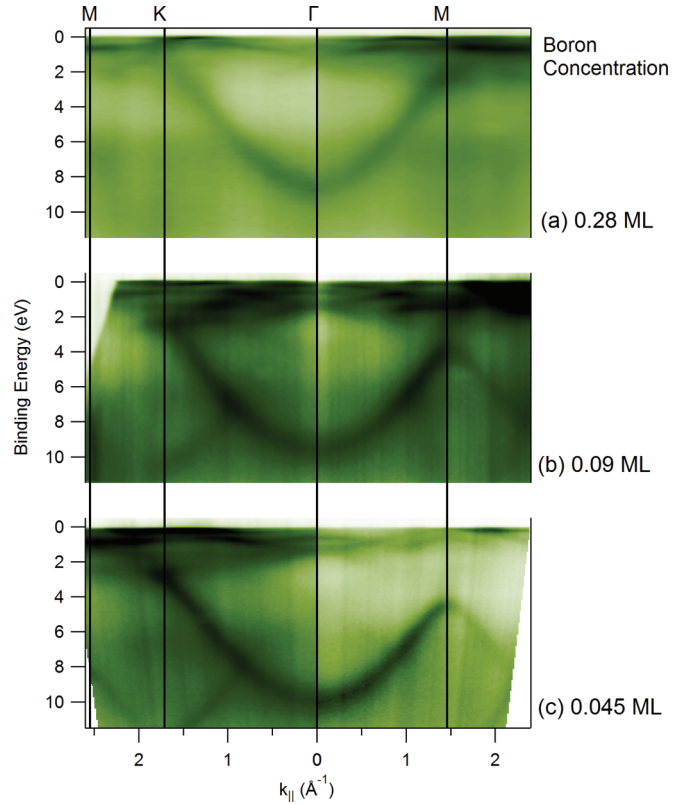 M K Γ M
Boron
Concentration
0
2
4
6
8
10
(a) 0.28 ML
0
2
4
6
8
10
(b) 0.09 ML
Binding Energy (eV)
0
2
4
6
8
10
(c) 0.045 ML
2 1 0 1 2
k|| (Å-1)